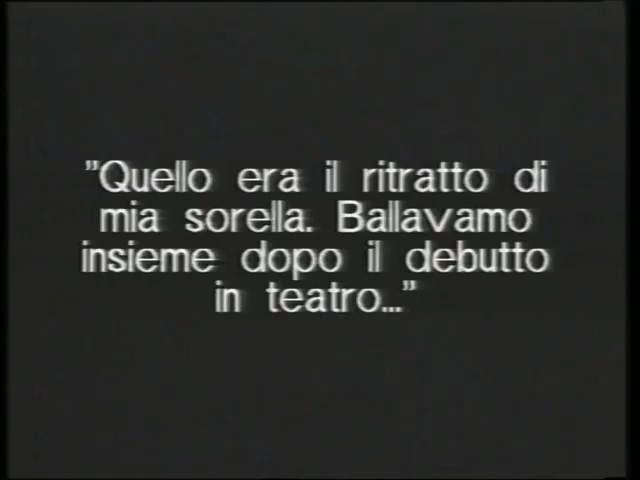 "Quello era il ritratto di
mia sorella. Ballavamo
insieme dopo il debutto
in teatro..."